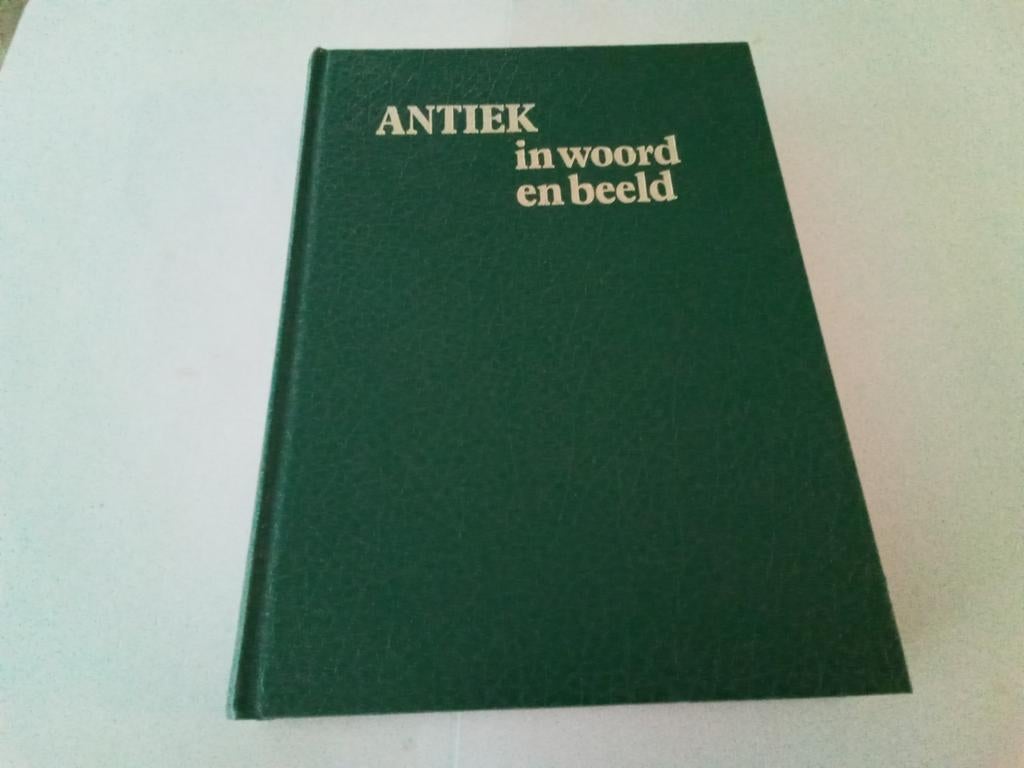 ANTIEK
in woord
en beeld